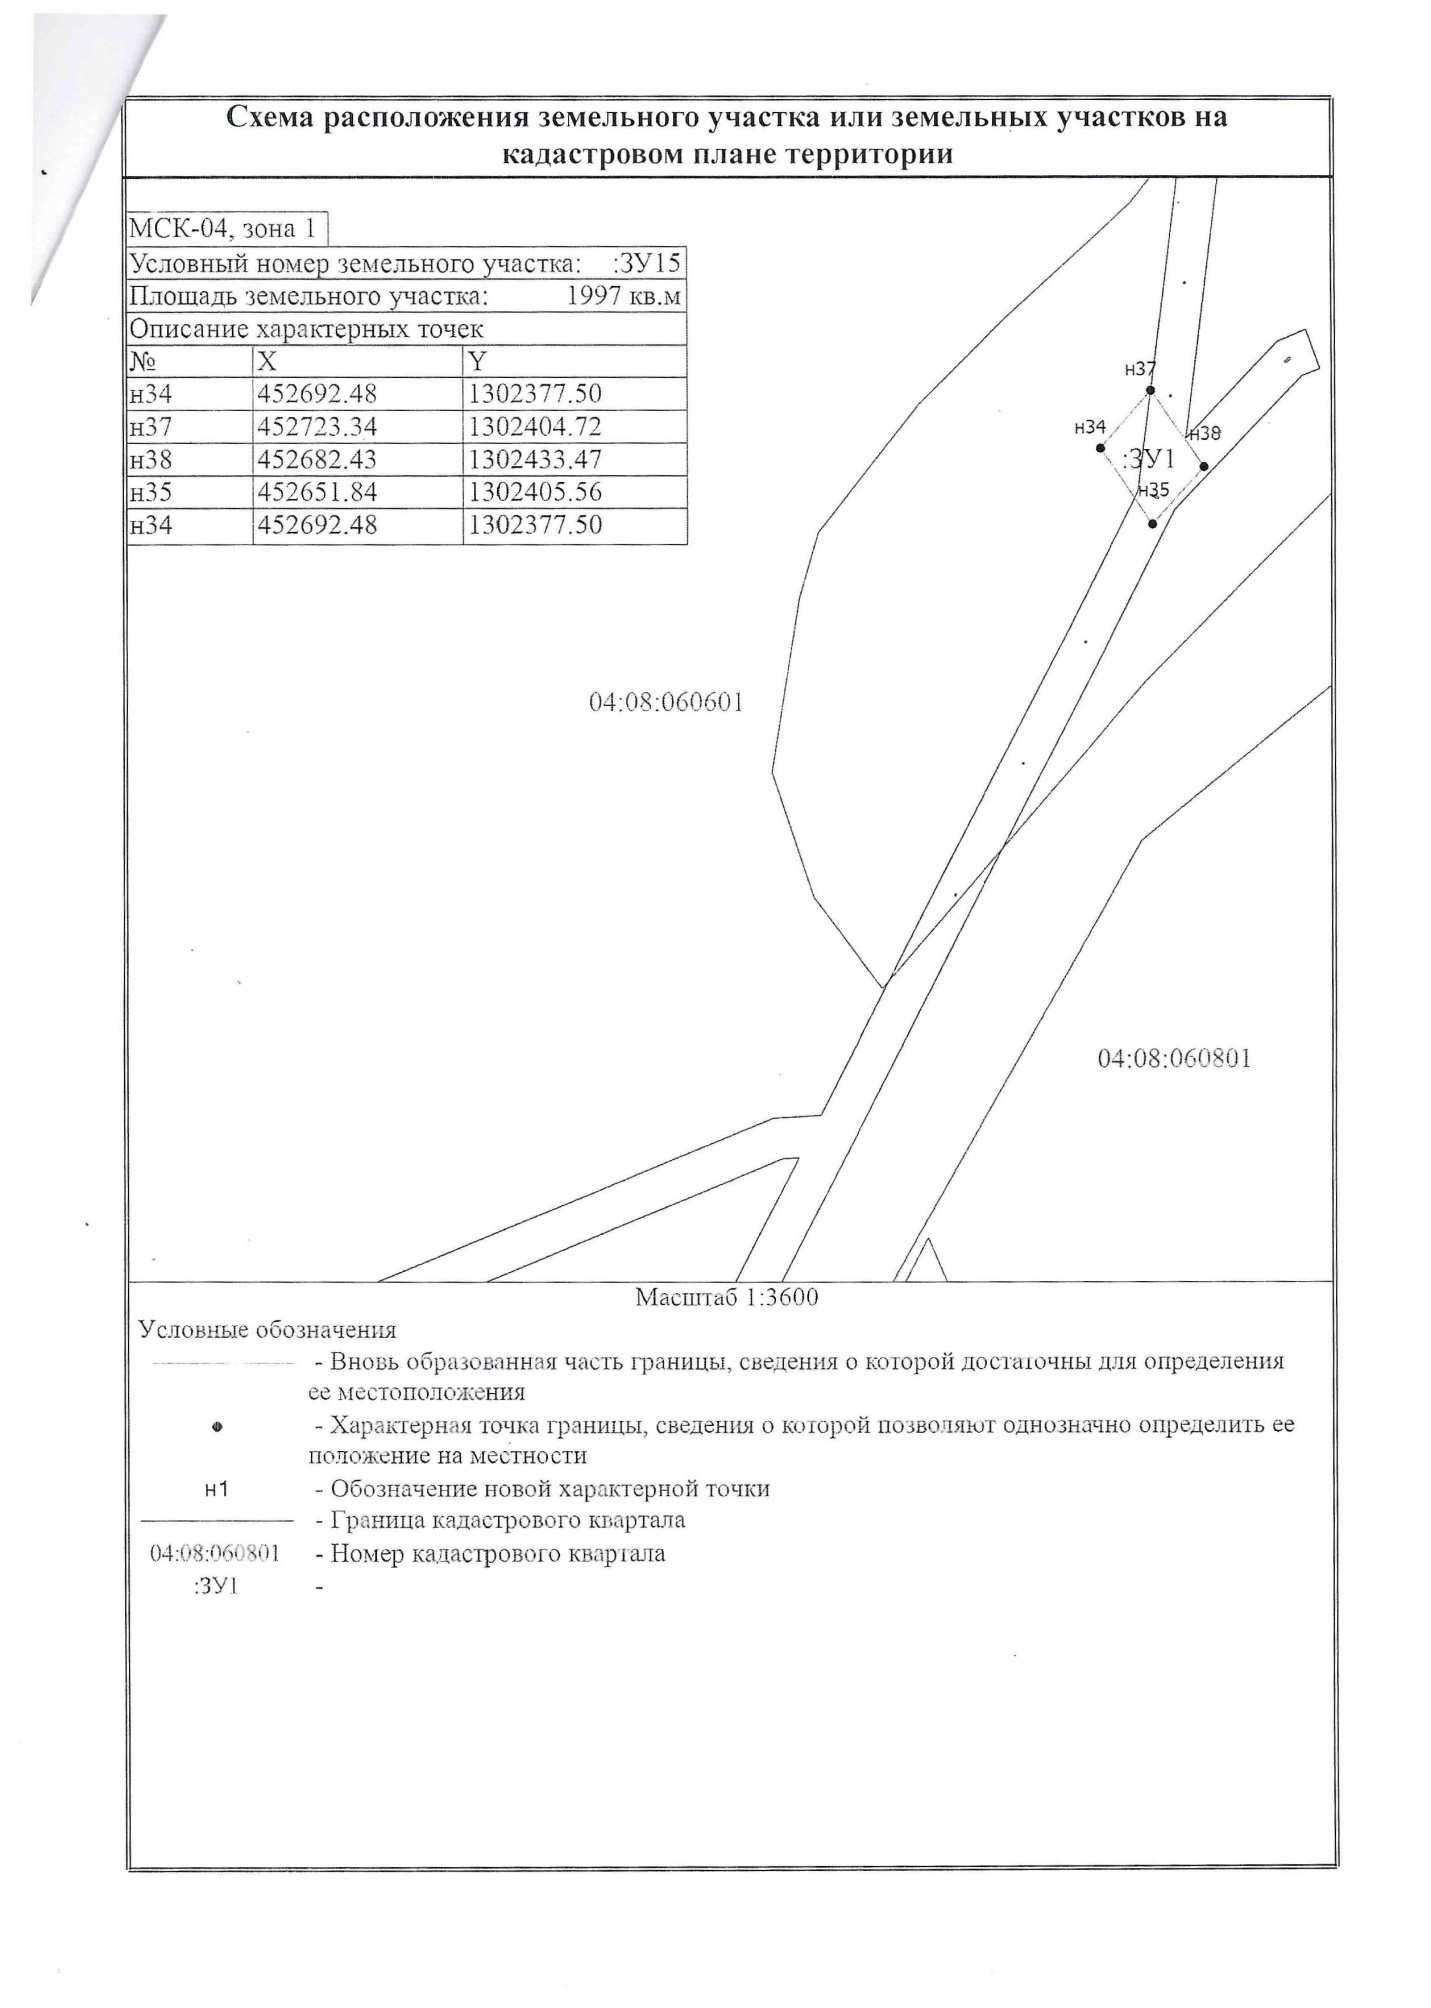 Схема расположения земельного участка или земельных участков на
кадастровом плане территории
МСК-04, зона 1
Условный номер земельного участка: :ЗУ15
Площадь земельного участка: 1997 кв.м
Описание характерных точек
№ X Y
н34 452692.48 1302377.50
н37 452723.34 1302404.72
н38 452682.43 1302433.47
н35 452651.84 1302405.56
н34 452692.48 1302377.50
н37
н34
н38
:ЗУ1
н35
04:08:060601
04:08:060801
Масштаб 1:3600
Условные обозначения
- Вновь образованная часть границы, сведения о которой достаточны для определения
ее местоположения
- Характерная точка границы, сведения о которой позволяют однозначно определить ее
положение на местности
н1 - Обозначение новой характерной точки
- Граница кадастрового квартала
04:08:060801 - Номер кадастрового квартала
:ЗУ1 -